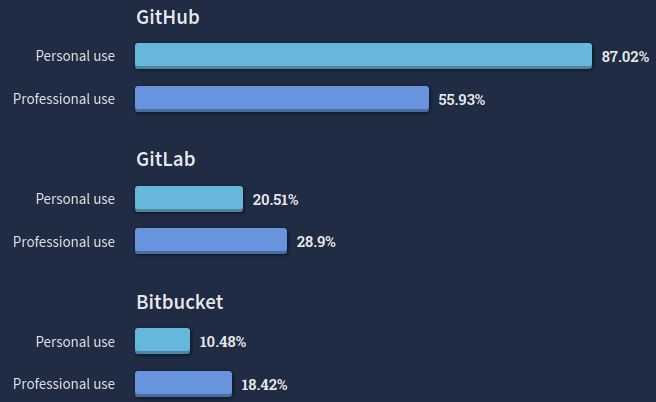 GitHub
Personal use 87.02%
Professional use 55.93%
GitLab
Personal use 20.51%
Professional use 28.9%
Bitbucket
Personal use 10.48%
Professional use 18.42%